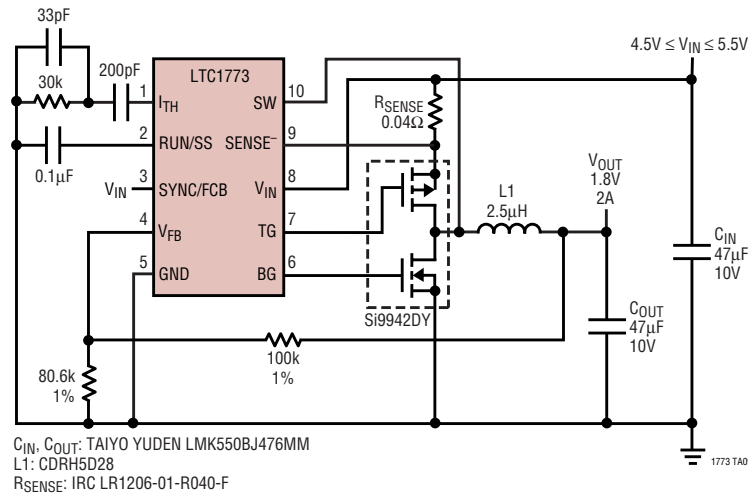 33pF
4.5V ≤ VIN ≤ 5.5V
30k
200pF
LTC1773
1
ITH
SW
10
RSENSE
0.04Ω
2
RUN/SS
SENSE–
9
0.1µF
VIN
3
SYNC/FCB
VIN
8
VOUT
1.8V
2A
L1
2.5µH
4
VFB
TG
7
CIN
47µF
10V
5
GND
BG
6
Si9942DY
COUT
47µF
10V
100k
1%
80.6k
1%
CIN, COUT: TAIYO YUDEN LMK550BJ476MM
L1: CDRH5D28
RSENSE: IRC LR1206-01-R040-F
1773 TA0